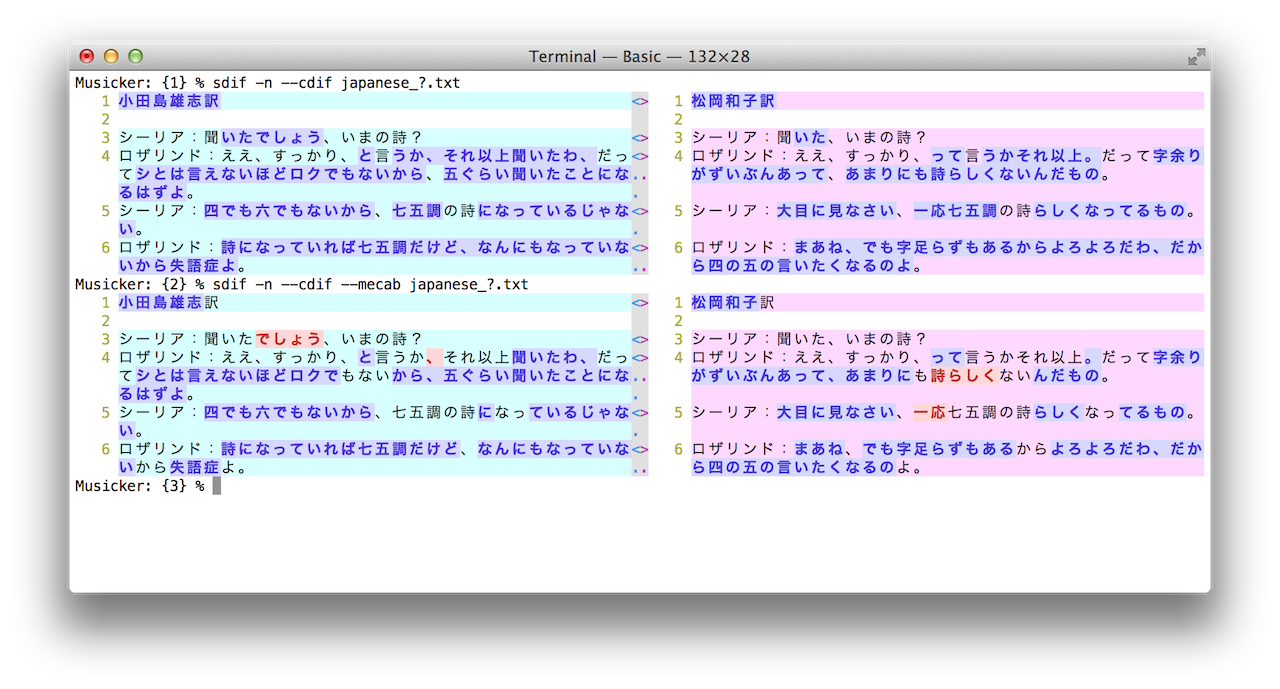 Terminal — Basic — 132×28
Musicker: {1} % sdif -n --cdif japanese_?.txt
1 小田島雄志訳 <> 1 松岡和子訳
2 2
3 シーリア：聞いたでしょう、いまの詩？ <> 3 シーリア：聞いた、いまの詩？
4 ロザリンド：ええ、すっかり、と言うか、それ以上聞いたわ、だっ<> 4 ロザリンド：ええ、すっかり、って言うかそれ以上。だって字余り
てシとは言えないほどロクでもないから、五ぐらい聞いたことにな.. がずいぶんあって、あまりにも詩らしくないんだもの。
るはずよ。 .
5 シーリア：四でも六でもないから、七五調の詩になっているじゃな<> 5 シーリア：大目に見なさい、一応七五調の詩らしくなってるもの。
い。 .
6 ロザリンド：詩になっていれば七五調だけど、なんにもなっていな<> 6 ロザリンド：まあね、でも字足らずもあるからよろよろだわ、だか
いから失語症よ。 .. ら四の五の言いたくなるのよ。
Musicker: {2} % sdif -n --cdif --mecab japanese_?.txt
1 小田島雄志訳 <> 1 松岡和子訳
2 2
3 シーリア：聞いたでしょう、いまの詩？ <> 3 シーリア：聞いた、いまの詩？
4 ロザリンド：ええ、すっかり、と言うか、それ以上聞いたわ、だっ<> 4 ロザリンド：ええ、すっかり、って言うかそれ以上。だって字余り
てシとは言えないほどロクでもないから、五ぐらい聞いたことにな.. がずいぶんあって、あまりにも詩らしくないんだもの。
るはずよ。 .
5 シーリア：四でも六でもないから、七五調の詩になっているじゃな<> 5 シーリア：大目に見なさい、一応七五調の詩らしくなってるもの。
い。 .
6 ロザリンド：詩になっていれば七五調だけど、なんにもなっていな<> 6 ロザリンド：まあね、でも字足らずもあるからよろよろだわ、だか
いから失語症よ。 .. ら四の五の言いたくなるのよ。
Musicker: {3} %